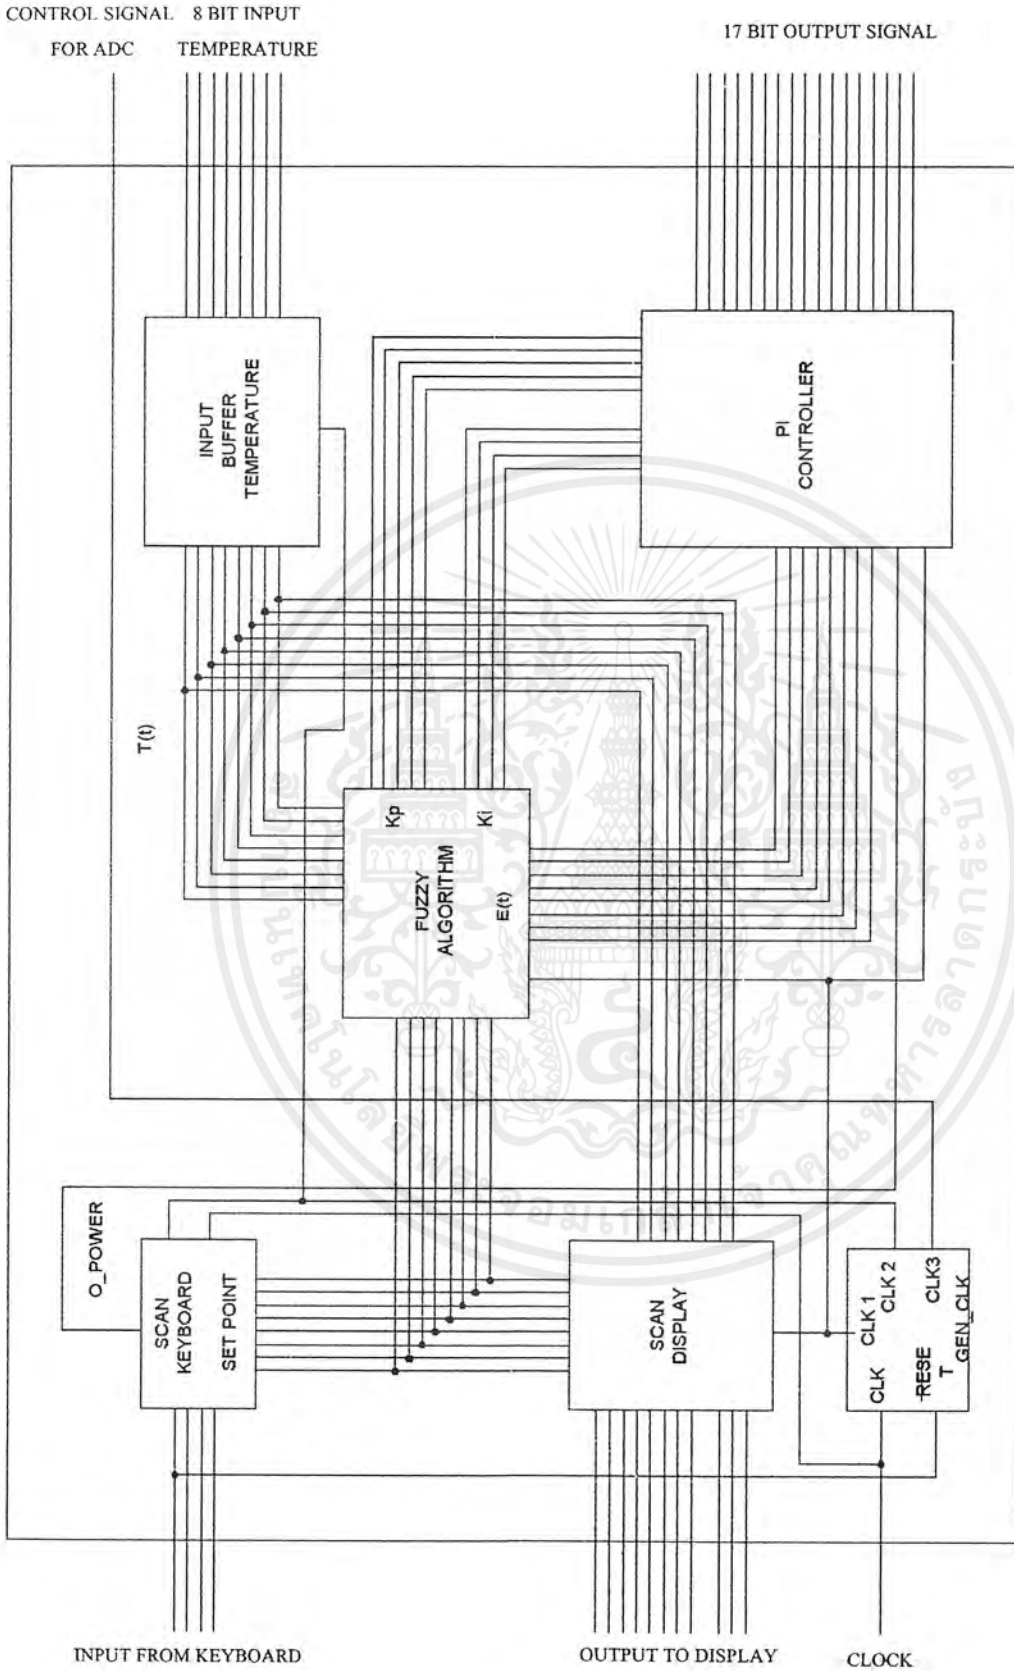 CONTROL SIGNAL 8 BIT INPUT
FOR ADC TEMPERATURE
17 BIT OUTPUT SIGNAL
INPUT
BUFFER
TEMPERATURE
PI
CONTROLLER
T(t)
Kp
Ki
FUZZY
ALGORITHM
E(t)
O_POWER
SCAN
KEYBOARD
SET POINT
SCAN
DISPLAY
CLK
CLK 1
CLK 2
CLK3
RESE
T
GEN_CLK
INPUT FROM KEYBOARD
OUTPUT TO DISPLAY
CLOCK